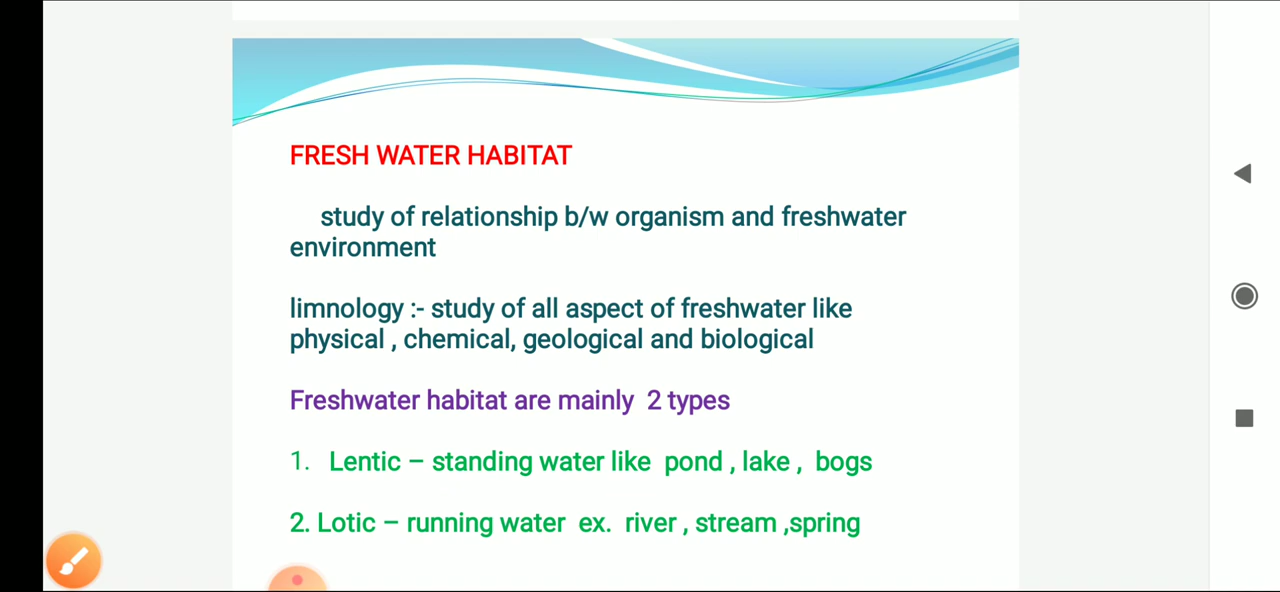 FRESH WATER HABITAT
study of relationship b/w organism and freshwater
environment
limnology :- study of all aspect of freshwater like
physical , chemical, geological and biological
Freshwater habitat are mainly  2 types
1.  Lentic – standing water like  pond , lake ,  bogs
2. Lotic – running water  ex.  river , stream ,spring